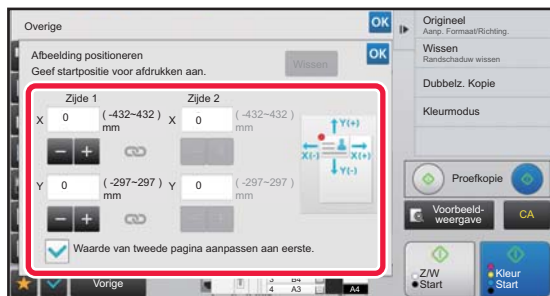 Overige
OK
Afbeelding positioneren
Geef startpositie voor afdrukken aan.
Wissen
OK
Zijde 1
Zijde 2
X 0 (-432~432) mm
X 0 (-432~432) mm
- +
- +
Y 0 (-297~297) mm
Y 0 (-297~297) mm
- +
- +
Y(+)
X(-) X(+)
Y(-)
Waarde van tweede pagina aanpassen aan eerste.
Vorige
3 B4
4 A3
A4
Origineel
Aanp. Formaat/Richting.
Wissen
Randschaduw wissen
Dubbelz. Kopie
Kleurmodus
Proefkopie
Voorbeeld-
weergave
CA
Z/W
Start
Kleur
Start